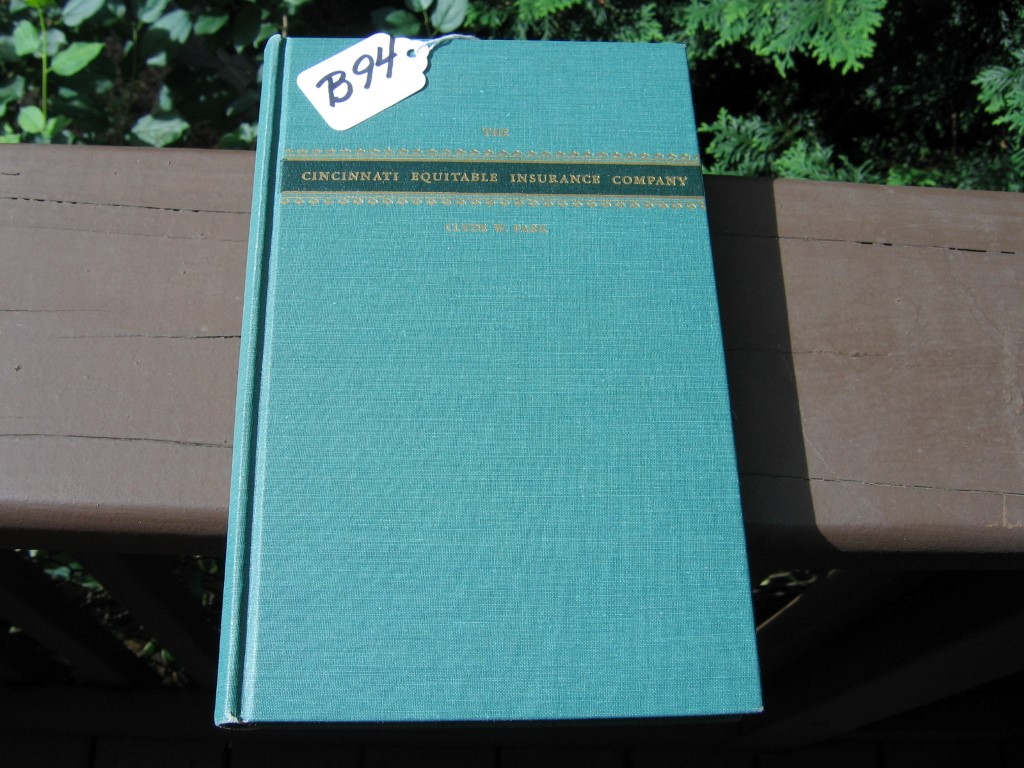 B94
THE
CINCINNATI EQUITABLE INSURANCE COMPANY
CLYDE W. PARK